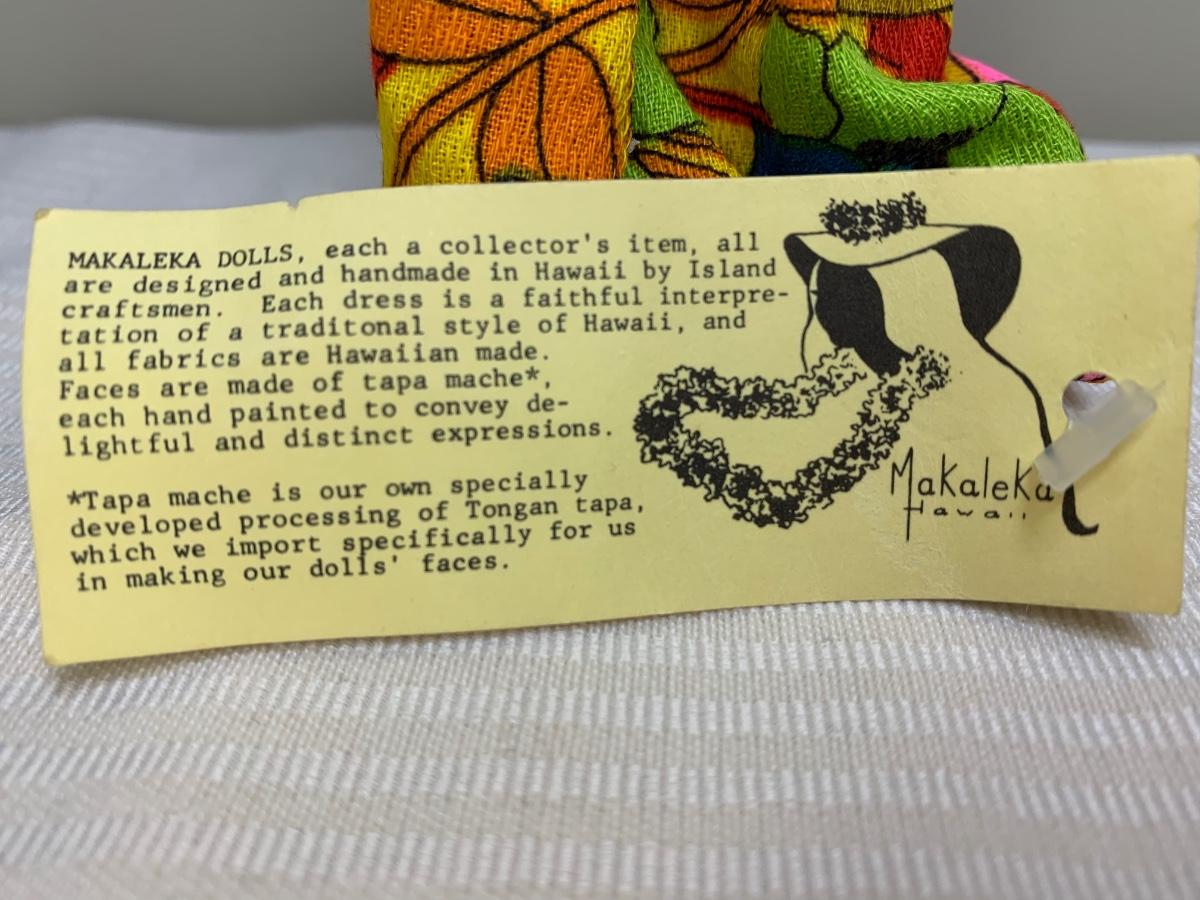 MAKALEKA DOLLS, each a collector's item, all
are designed and handmade in Hawaii by Island
craftsmen. Each dress is a faithful interpre-
tation of a traditonal style of Hawaii, and
all fabrics are Hawaiian made.
Faces are made of tapa mache*,
each hand painted to convey de-
lightful and distinct expressions.
*Tapa mache is our own specially
developed processing of Tongan tapa,
which we import specifically for us
in making our dolls' faces.
Makaleka
Hawaii